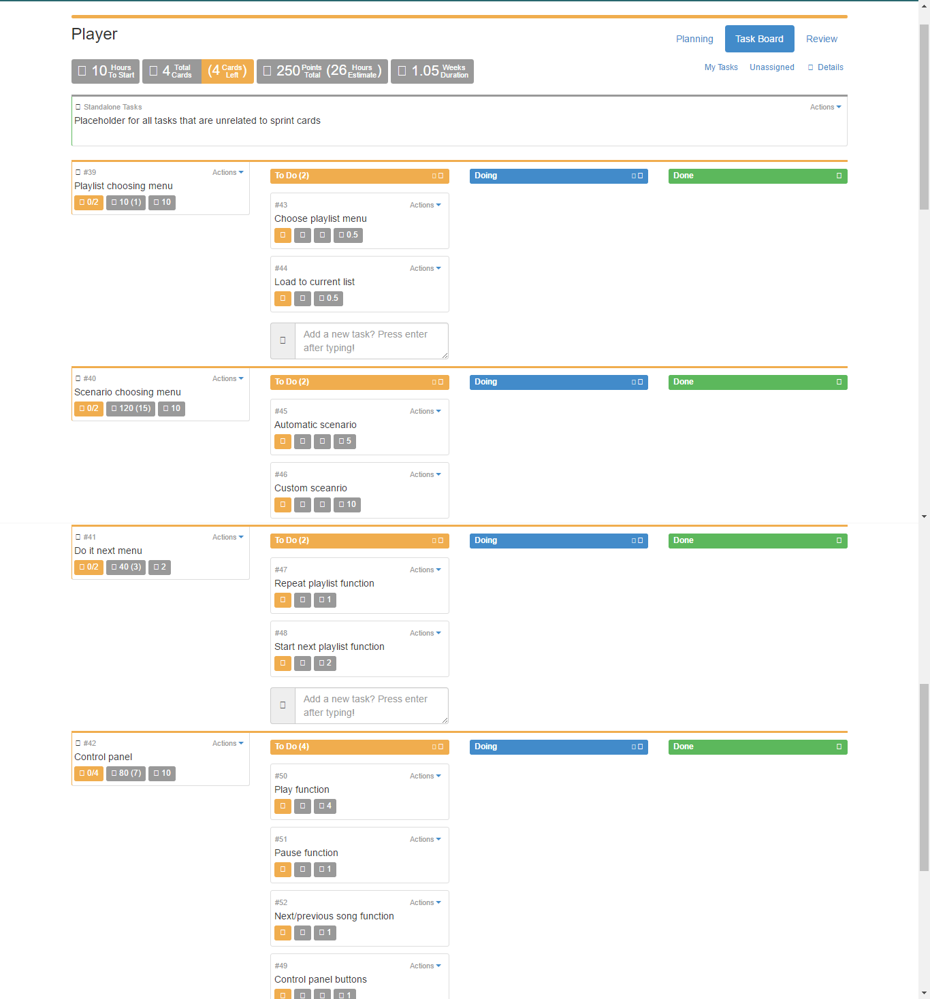 Player
Planning Task Board Review
10 Hours To Start 4 Total Cards (4 Cards Left) 250 Points Total (26 Hours Estimate) 1.05 Weeks Duration
My Tasks Unassigned Details
Standalone Tasks Actions
Placeholder for all tasks that are unrelated to sprint cards
#39 Actions
Playlist choosing menu
0/2 10 (1) 10
To Do (2) Doing Done
#43 Actions
Choose playlist menu
0.5
#44 Actions
Load to current list
0.5
Add a new task? Press enter
after typing!
#40 Actions
Scenario choosing menu
0/2 120 (15) 10
To Do (2) Doing Done
#45 Actions
Automatic scenario
5
#46 Actions
Custom sceanrio
10
#41 Actions
Do it next menu
0/2 40 (3) 2
To Do (2) Doing Done
#47 Actions
Repeat playlist function
1
#48 Actions
Start next playlist function
2
Add a new task? Press enter
after typing!
#42 Actions
Control panel
0/4 80 (7) 10
To Do (4) Doing Done
#50 Actions
Play function
4
#51 Actions
Pause function
1
#52 Actions
Next/previous song function
1
#49 Actions
Control panel buttons
1